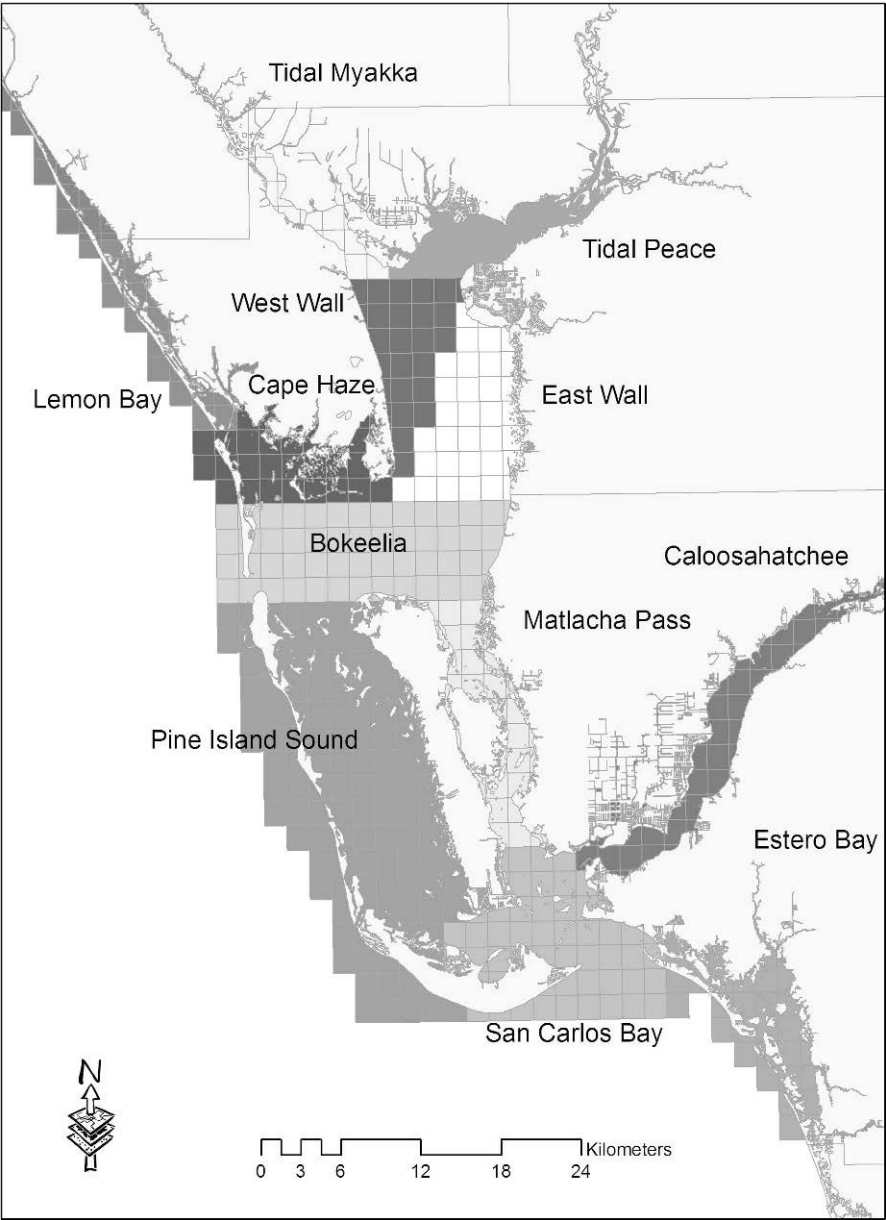 Tidal Myakka
Tidal Peace
West Wall
Cape Haze
Lemon Bay
East Wall
Bokeelia
Caloosahatchee
Matlacha Pass
Pine Island Sound
Estero Bay
San Carlos Bay
N
Kilometers
0 3 6 12 18 24